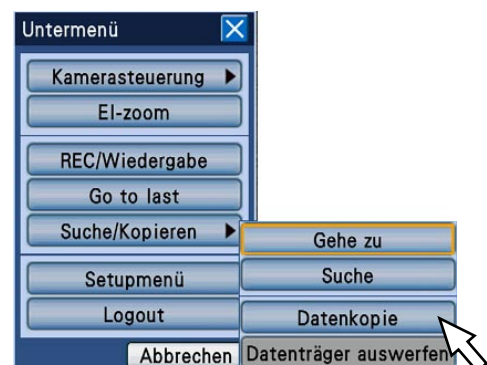 Untermenü
Kamerasteuerung
El-zoom
REC/Wiedergabe
Go to last
Suche/Kopieren
Gehe zu
Suche
Setupmenü
Logout
Datenkopie
Abbrechen
Datenträger auswerfen